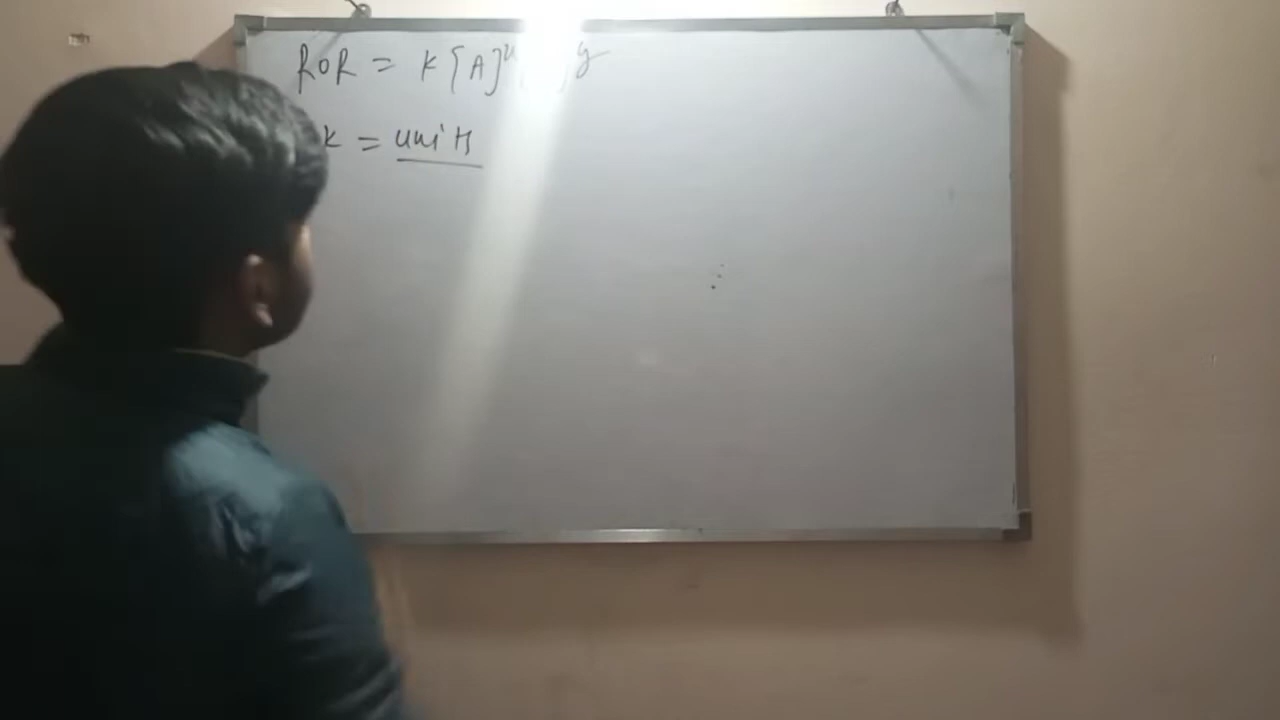 ROR = K[A]ⁿ ]y
K = units